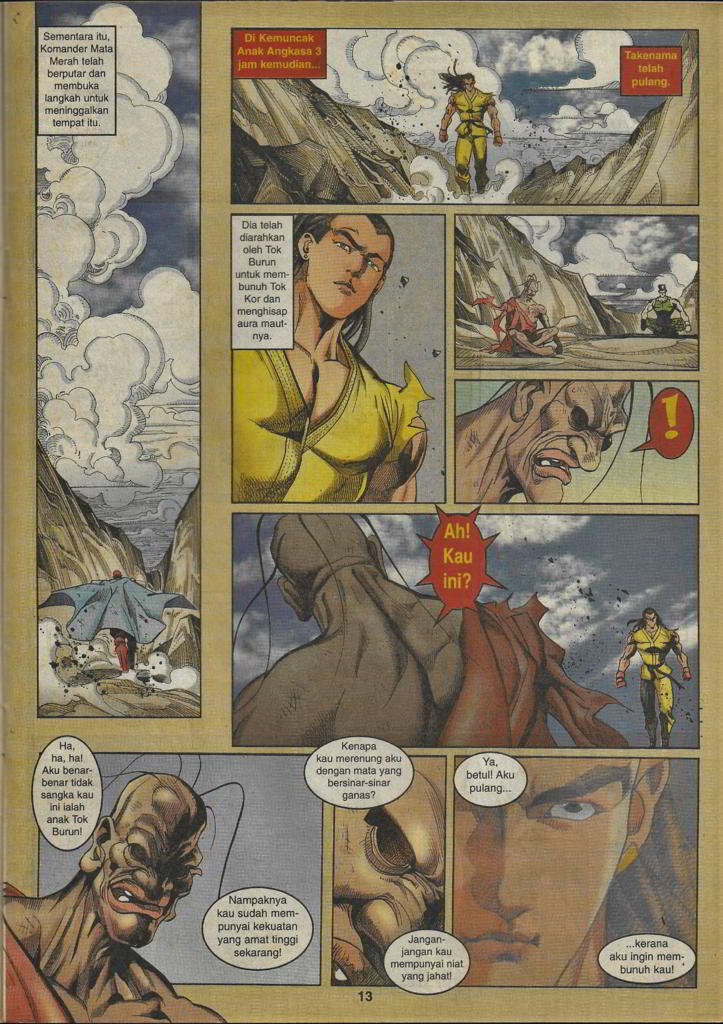 Sementara itu,
Komander Mata
Merah telah
berputar dan
membuka
langkah untuk
meninggalkan
tempat itu.
Di Kemuncak
Anak Angkasa 3
jam kemudian...
Takenama
telah
pulang.
Dia telah
diarahkan
oleh Tok
Burun
untuk mem-
bunuh Tok
Kor dan
menghisap
aura maut-
nya.
!
Ah!
Kau
ini?
Ha,
ha, ha!
Aku benar-
benar tidak
sangka kau
ini ialah
anak Tok
Burun!
Nampaknya
kau sudah mem-
punyai kekuatan
yang amat tinggi
sekarang!
Kenapa
kau merenung aku
dengan mata yang
bersinar-sinar
ganas?
Jangan-
jangan kau
mempunyai niat
yang jahat!
Ya,
betul! Aku
pulang...
...kerana
aku ingin mem-
bunuh kau!
13